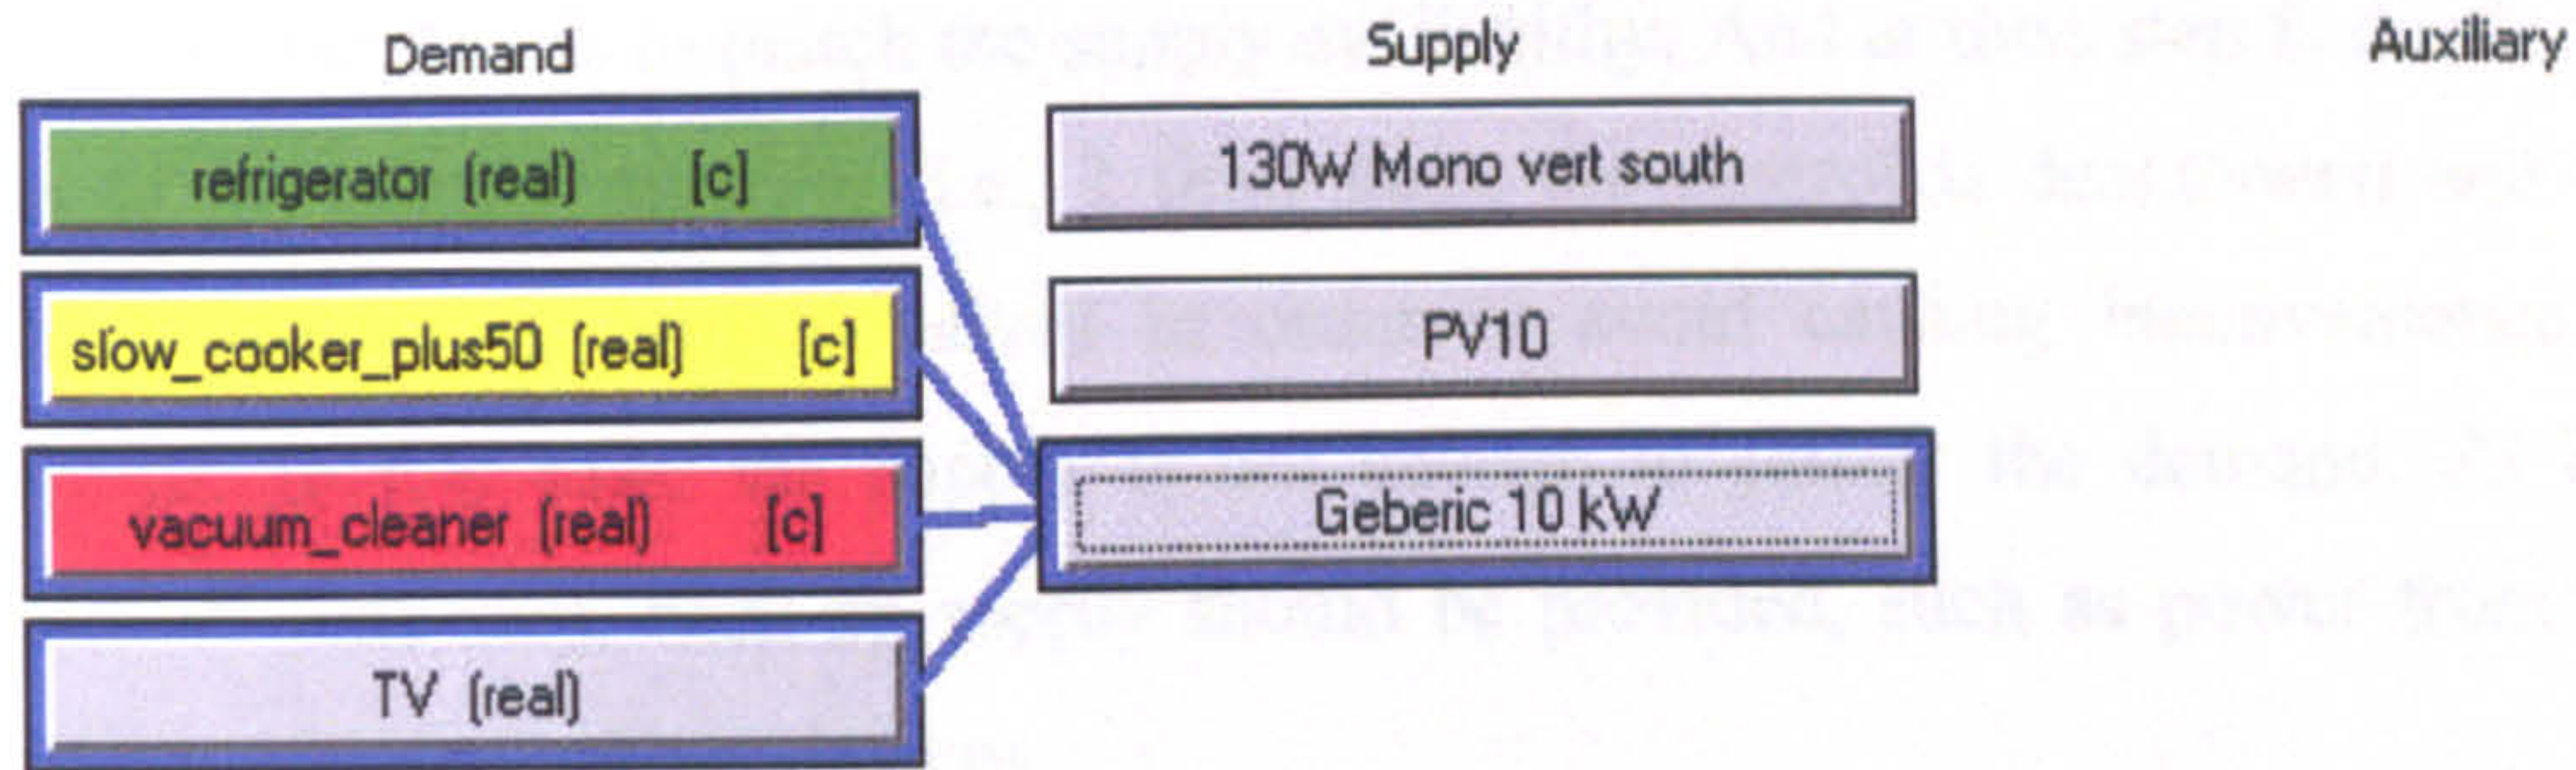 Demand Supply Auxiliary
refrigerator (real) [c]
130W Mono vert south
slow_cooker_plus50 (real) [c]
PV10
vacuum_cleaner (real) [c]
Geberic 10 kW
TV (real)